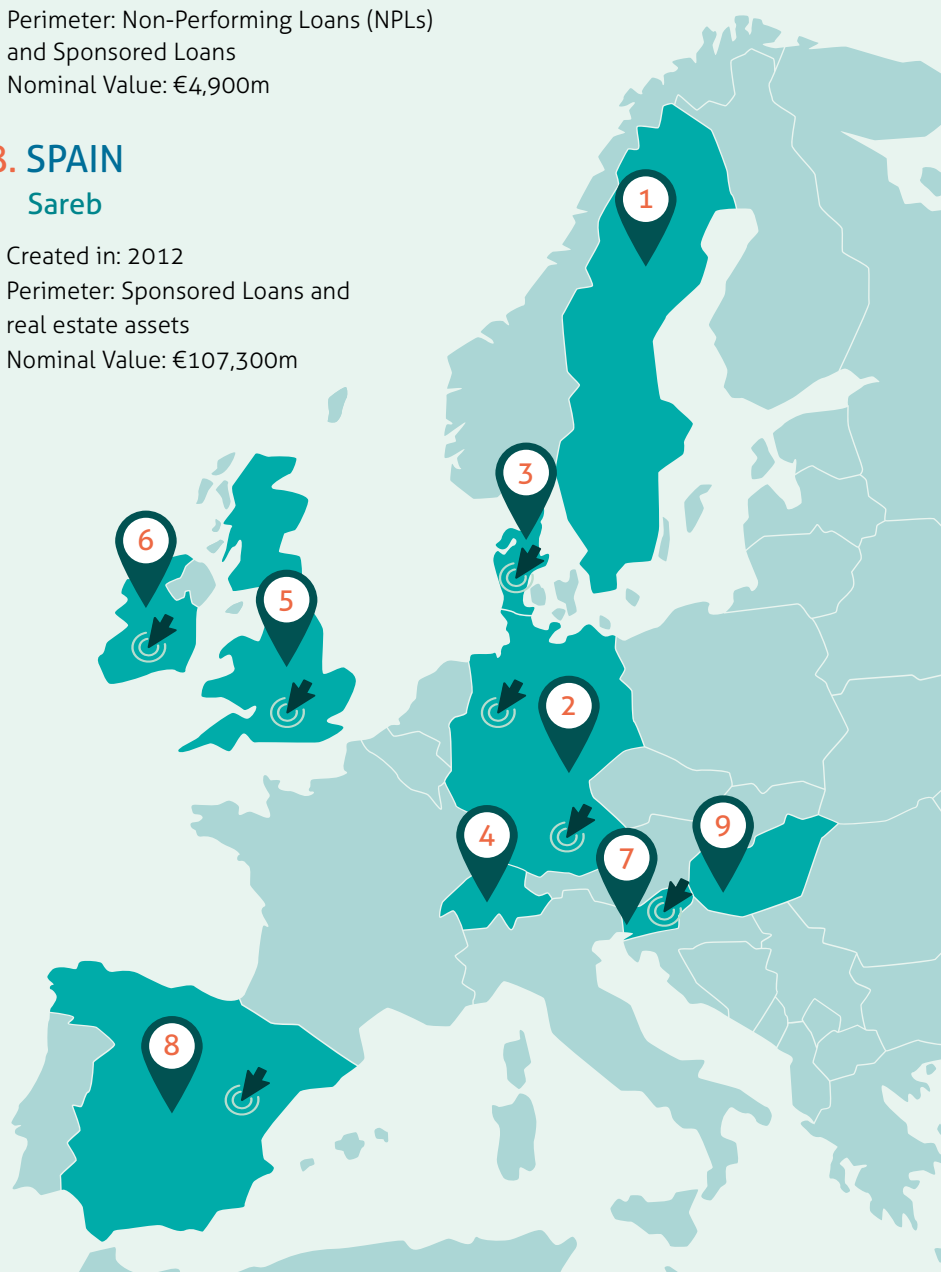 Perimeter: Non-Performing Loans (NPLs)
and Sponsored Loans
Nominal Value: €4,900m
8. SPAIN
Sareb
Created in: 2012
Perimeter: Sponsored Loans and
real estate assets
Nominal Value: €107,300m
1
3
6
5
2
9
4
7
8